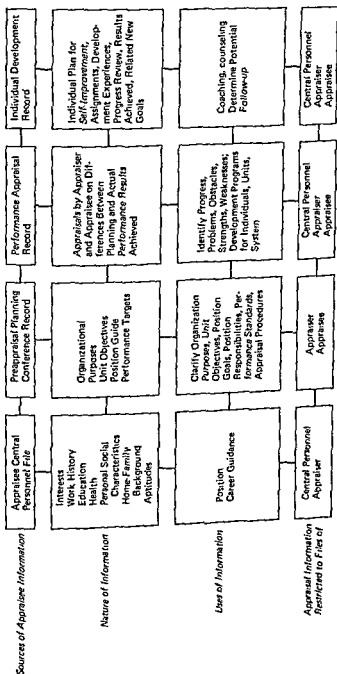 Sources of Appraisee Information
Appraisee Central
Personnel File
Preappraisal Planning
Conference Record
Performance Appraisal
Record
Individual Development
Record
Nature of Information
Interests
Work History
Education
Health
Personal Social
Characteristics
Home-Family
Background
Aptitudes
Organizational
Purposes
Unit Objectives
Position Guide
Performance Targets
Appraisals by Appraiser
and Appraisee on Dif-
ferences Between
Planning and Actual
Performance Results
Achieved
Individual Plan for
Self-Improvement,
Assignments, Develop-
ment Experiences,
Progress Review, Results
Achieved, Related New
Goals
Uses of Information
Position
Career Guidance
Clarify Organization
Purposes, Unit
Objectives, Position
Goals, Position
Responsibilities, Per-
formance Standards,
Appraisal Procedures
Identify Progress,
Problems, Obstacles,
Strengths, Weaknesses;
Development Programs
for Individuals, Units,
System
Coaching, counseling
Determine Potential
Follow-up
Appraisal Information
Restricted to Files of
Central Personnel
Appraiser
Appraiser
Appraisee
Central Personnel
Appraiser
Appraisee
Central Personnel
Appraiser
Appraisee